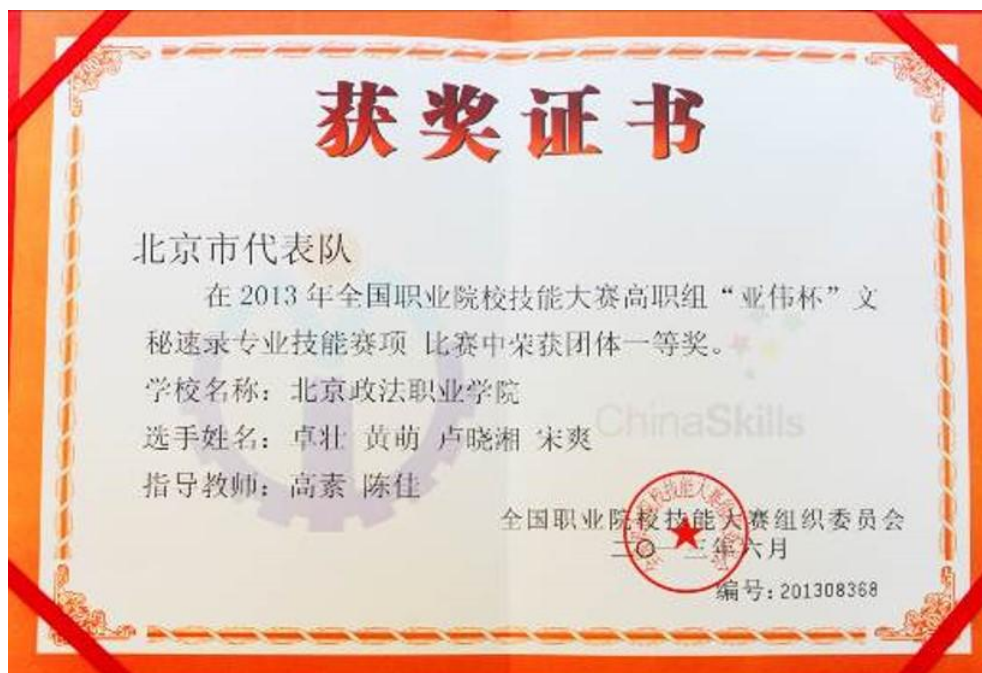 获奖证书
北京市代表队
在 2013 年全国职业院校技能大赛高职组“亚伟杯”文
秘速录专业技能赛项 比赛中荣获团体一等奖。
学校名称：北京政法职业学院
选手姓名：卓壮 黄萌 卢晓湘 宋爽
指导教师：高素 陈佳
ChinaSkills
全国职业院校技能大赛组织委员会
二〇一三年六月
编号：201308368